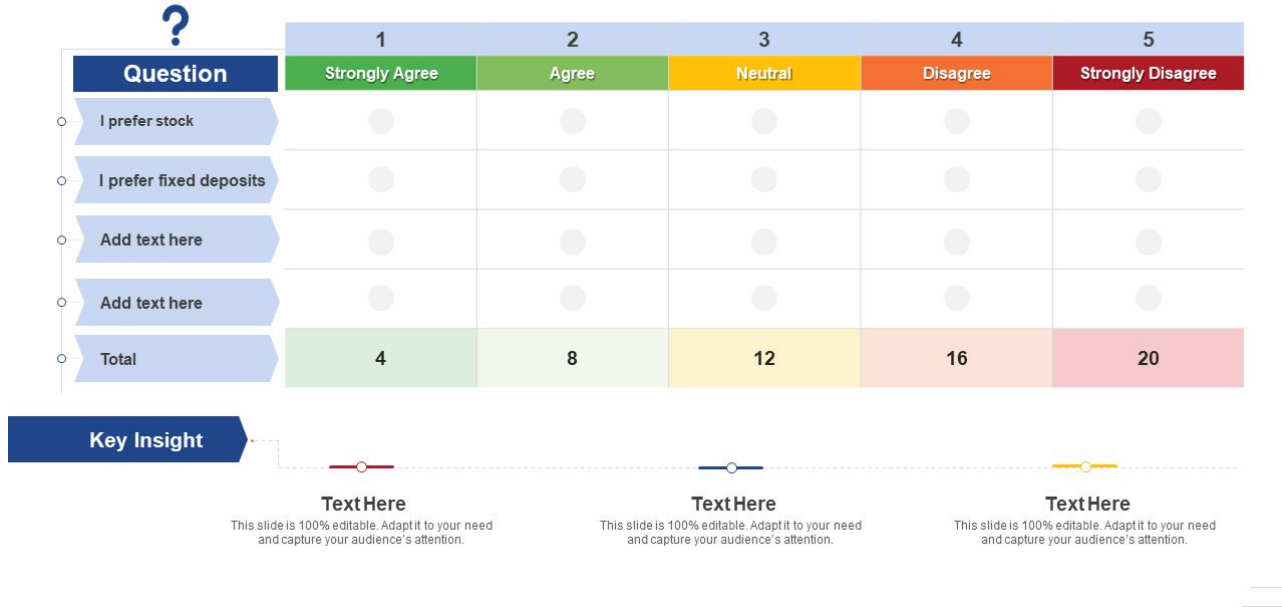 ?
1 2 3 4 5
Question Strongly Agree Agree Neutral Disagree Strongly Disagree
I prefer stock
I prefer fixed deposits
Add text here
Add text here
Total 4 8 12 16 20
Key Insight
Text Here
This slide is 100% editable. Adapt it to your need
and capture your audience's attention.
Text Here
This slide is 100% editable. Adapt it to your need
and capture your audience's attention.
Text Here
This slide is 100% editable. Adapt it to your need
and capture your audience's attention.